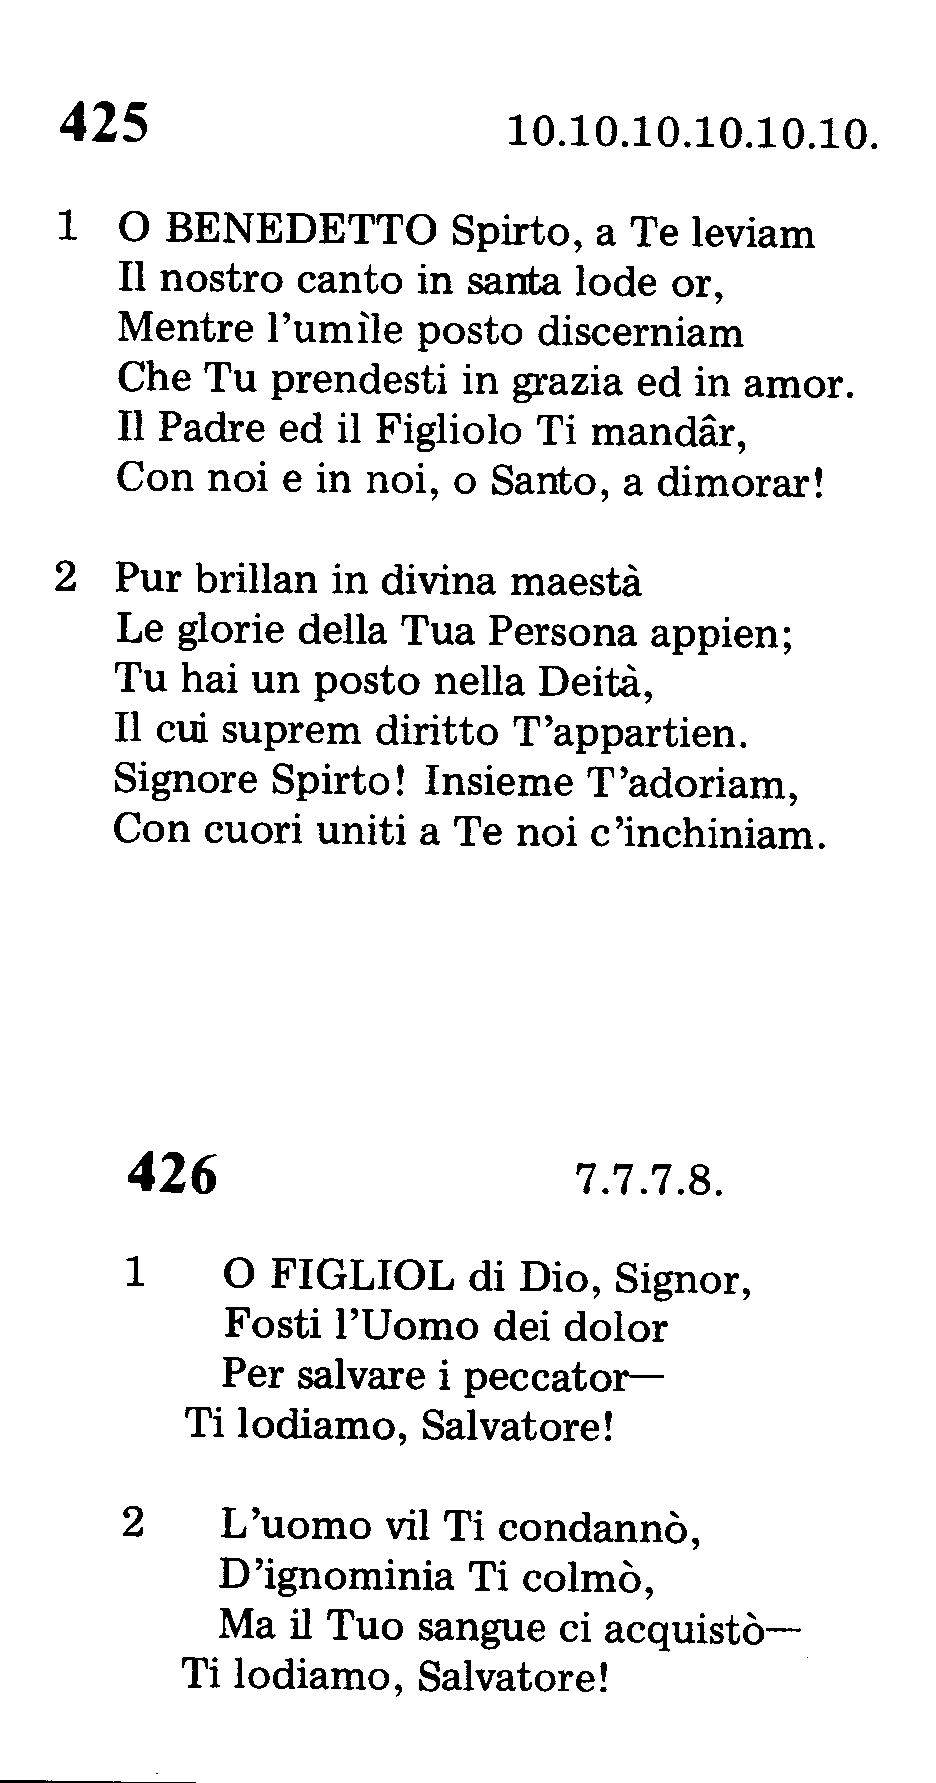 425 10.10.10.10.10.10.
1 O BENEDETTO Spirto, a Te leviam
Il nostro canto in santa lode or,
Mentre l'umìle posto discerniam
Che Tu prendesti in grazia ed in amor.
Il Padre ed il Figliolo Ti mandâr,
Con noi e in noi, o Santo, a dimorar!
2 Pur brillan in divina maestà
Le glorie della Tua Persona appien;
Tu hai un posto nella Deità,
Il cui suprem diritto T'appartien.
Signore Spirto! Insieme T'adoriam,
Con cuori uniti a Te noi c'inchiniam.
426 7.7.7.8.
1 O FIGLIOL di Dio, Signor,
Fosti l'Uomo dei dolor
Per salvare i peccator—
Ti lodiamo, Salvatore!
2 L'uomo vil Ti condannò,
D'ignominia Ti colmò,
Ma il Tuo sangue ci acquistò—
Ti lodiamo, Salvatore!